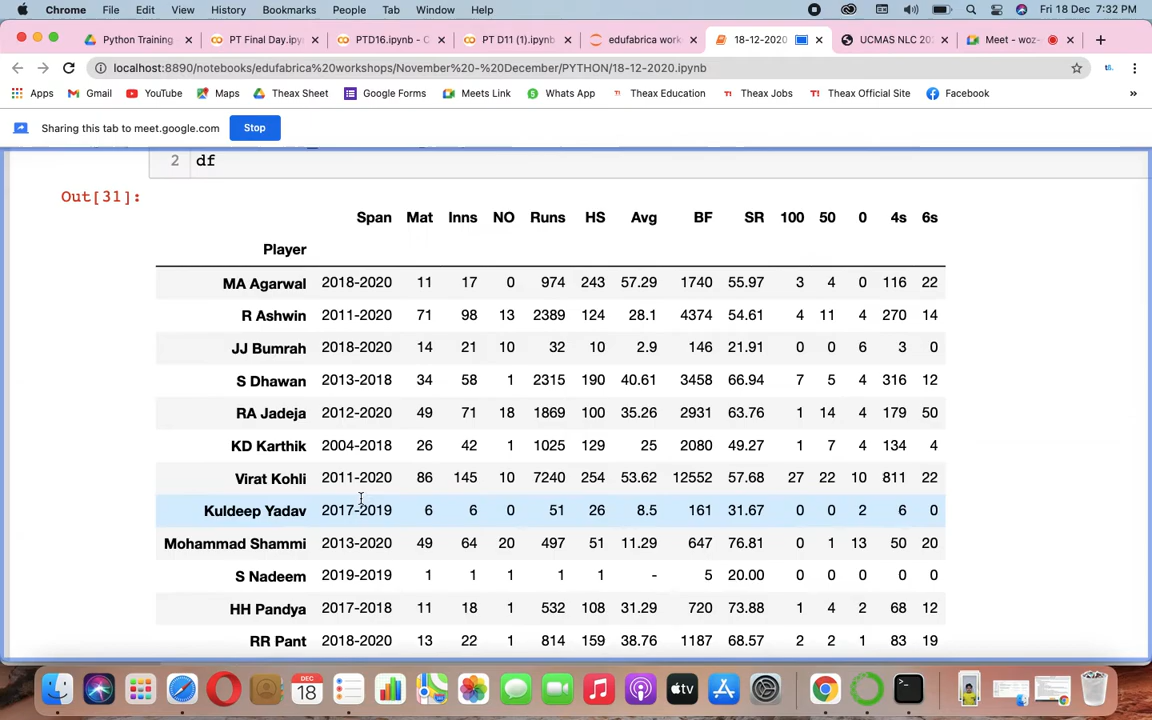 Chrome File Edit View History Bookmarks People Tab Window Help Fri 18 Dec 7:32 PM
Python Training PT Final Day.ipy PTD16.ipynb - C PT D11 (1).ipynb edufabrica work 18-12-2020 UCMAS NLC 20 Meet - woz-
localhost:8890/notebooks/edufabrica%20workshops/November%20-%20December/PYTHON/18-12-2020.ipynb
Apps Gmail YouTube Maps Theax Sheet Google Forms Meets Link Whats App Theax Education Theax Jobs Theax Official Site Facebook »
Sharing this tab to meet.google.com Stop
2 df
Out[31]:
Span Mat Inns NO Runs HS Avg BF SR 100 50 0 4s 6s
Player
MA Agarwal 2018-2020 11 17 0 974 243 57.29 1740 55.97 3 4 0 116 22
R Ashwin 2011-2020 71 98 13 2389 124 28.1 4374 54.61 4 11 4 270 14
JJ Bumrah 2018-2020 14 21 10 32 10 2.9 146 21.91 0 0 6 3 0
S Dhawan 2013-2018 34 58 1 2315 190 40.61 3458 66.94 7 5 4 316 12
RA Jadeja 2012-2020 49 71 18 1869 100 35.26 2931 63.76 1 14 4 179 50
KD Karthik 2004-2018 26 42 1 1025 129 25 2080 49.27 1 7 4 134 4
Virat Kohli 2011-2020 86 145 10 7240 254 53.62 12552 57.68 27 22 10 811 22
Kuldeep Yadav 2017-2019 6 6 0 51 26 8.5 161 31.67 0 0 2 6 0
Mohammad Shammi 2013-2020 49 64 20 497 51 11.29 647 76.81 0 1 13 50 20
S Nadeem 2019-2019 1 1 1 1 1 - 5 20.00 0 0 0 0 0
HH Pandya 2017-2018 11 18 1 532 108 31.29 720 73.88 1 4 2 68 12
RR Pant 2018-2020 13 22 1 814 159 38.76 1187 68.57 2 2 1 83 19
DEC
18
tv